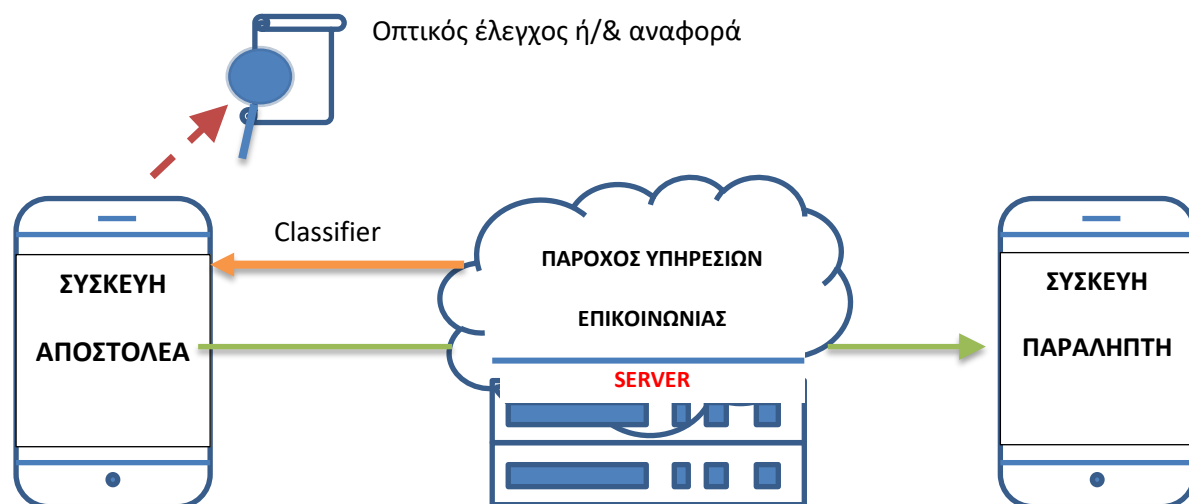 Οπτικός έλεγχος ή/& αναφορά
Classifier
ΣΥΣΚΕΥΗ
ΑΠΟΣΤΟΛΕΑ
ΠΑΡΟΧΟΣ ΥΠΗΡΕΣΙΩΝ
ΕΠΙΚΟΙΝΩΝΙΑΣ
SERVER
ΣΥΣΚΕΥΗ
ΠΑΡΑΛΗΠΤΗ